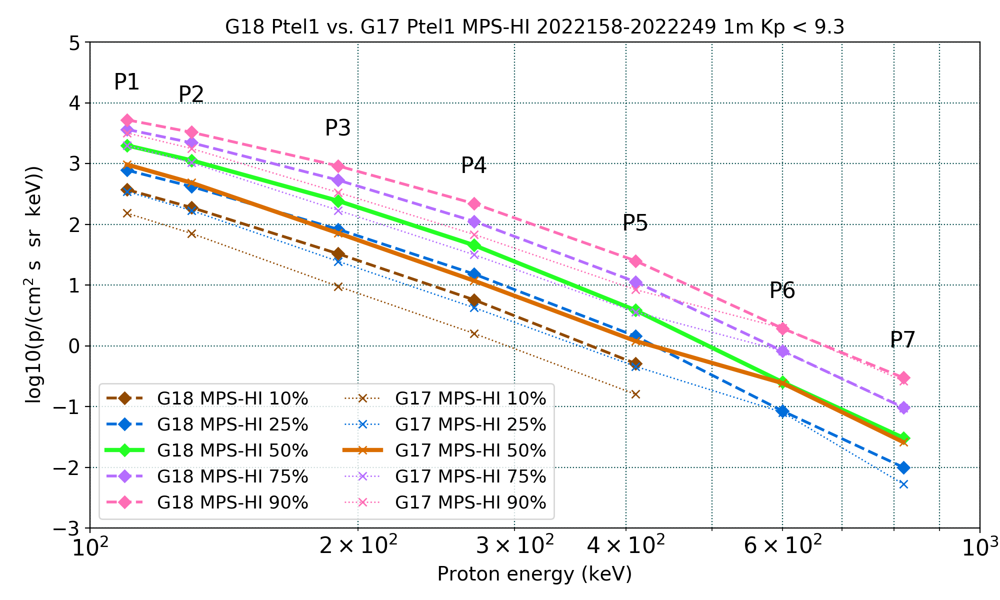 G18 Ptel1 vs. G17 Ptel1 MPS-HI 2022158-2022249 1m Kp < 9.3
5
4
3
2
1
0
−1
−2
−3
log10(p/(cm² s sr keV))
P1
P2
P3
P4
P5
P6
P7
G18 MPS-HI 10%
G18 MPS-HI 25%
G18 MPS-HI 50%
G18 MPS-HI 75%
G18 MPS-HI 90%
G17 MPS-HI 10%
G17 MPS-HI 25%
G17 MPS-HI 50%
G17 MPS-HI 75%
G17 MPS-HI 90%
10² 2×10² 3×10² 4×10² 6×10² 10³
Proton energy (keV)